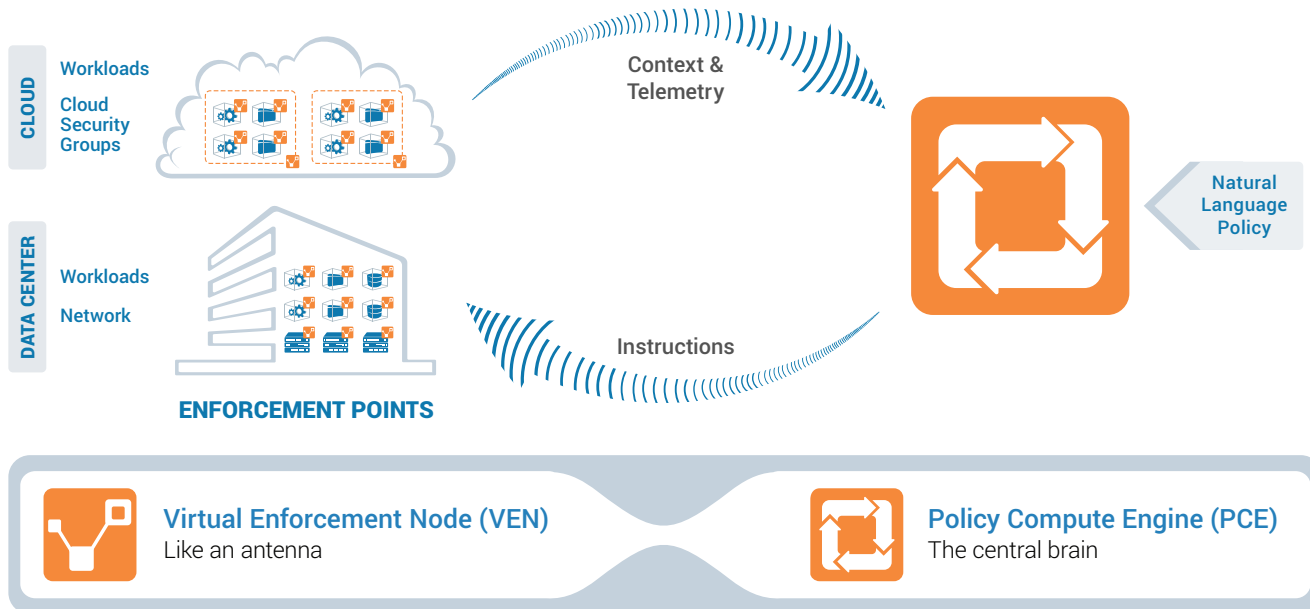 CLOUD
Workloads
Cloud
Security
Groups
Context &
Telemetry
Natural
Language
Policy
DATA CENTER
Workloads
Network
Instructions
ENFORCEMENT POINTS
Virtual Enforcement Node (VEN)
Like an antenna
Policy Compute Engine (PCE)
The central brain